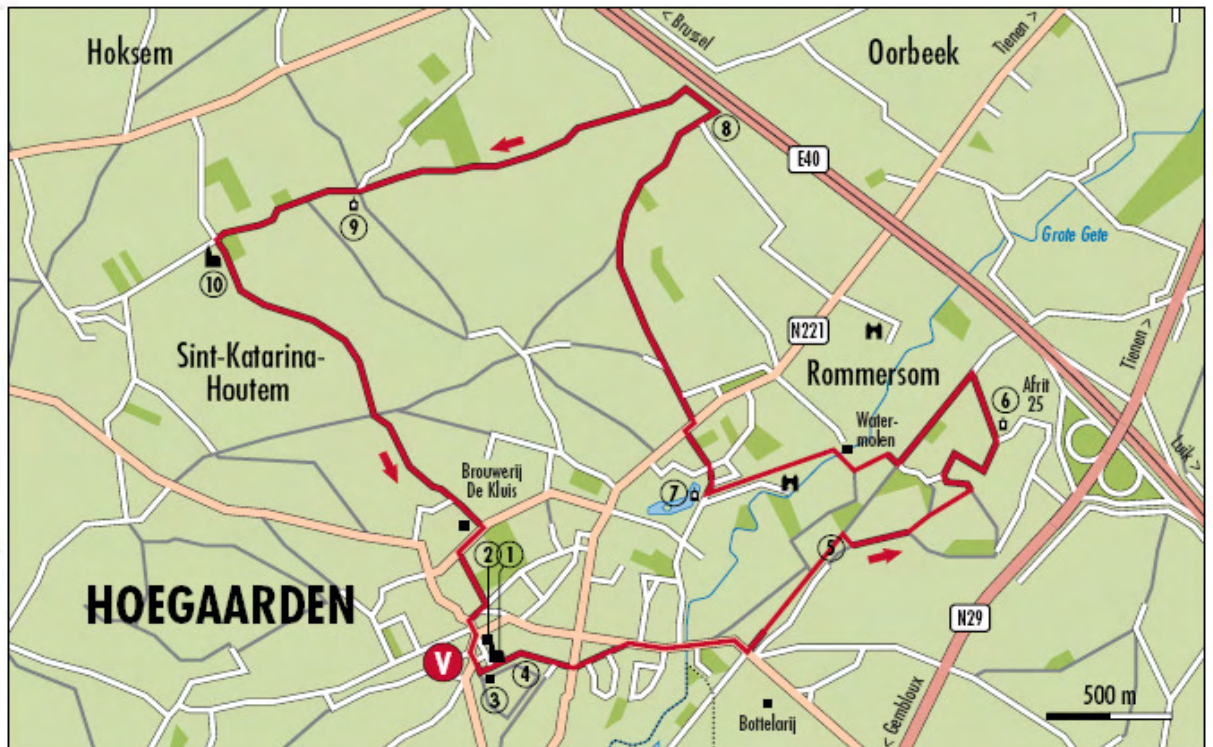 Hoksem
< Brussel
Oorbeek
Tienen >
8
E40
9
Grote Gete
10
N221
Tienen >
Sint-Katarina-
Houtem
Rommersom
6
Afrit
25
Water-
molen
Luik >
Brouwerij
De Kluis
7
2
1
5
HOEGAARDEN
N29
V
4
3
500 m
Bottelarij
< Gembloux